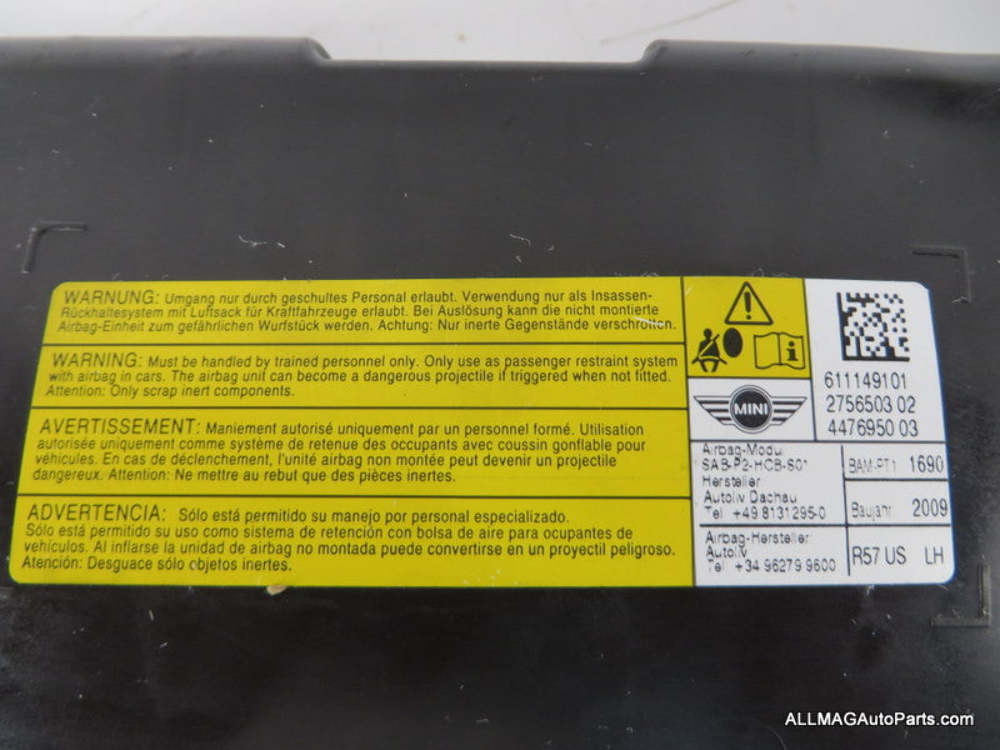 WARNUNG: Umgang nur durch geschultes Personal erlaubt. Verwendung nur als Insassen-
Rückhaltesystem mit Luftsack für Kraftfahrzeuge erlaubt. Bei Auslösung kann die nicht montierte
Airbag-Einheit zum gefährlichen Wurfstück werden. Achtung: Nur inerte Gegenstände verschrotten.
WARNING: Must be handled by trained personnel only. Only use as passenger restraint system
with airbag in cars. The airbag unit can become a dangerous projectile if triggered when not fitted.
Attention: Only scrap inert components.
AVERTISSEMENT: Maniement autorisé uniquement par un personnel formé. Utilisation
autorisée uniquement comme système de retenue des occupants avec coussin gonflable pour
véhicules. En cas de déclenchement, l'unité airbag non montée peut devenir un projectile
dangereux. Attention: Ne mettre au rebut que des pièces inertes.
ADVERTENCIA: Sólo está permitido su manejo por personal especializado.
Sólo está permitido su uso como sistema de retención con bolsa de aire para ocupantes de
vehículos. Al inflarse la unidad de airbag no montada puede convertirse en un proyectil peligroso.
Atención: Desguace sólo objetos inertes.
MINI
611149101
2756503 02
4476950 03
Airbag-Modul
SAB-P2-HCB-S01
Hersteller
Autoliv Dachau
Tel +49 8131 295-0
BAM-PT1 1690
Baujahr 2009
Airbag-Hersteller
Autoliv
Tel +34 96279 9600
R57 US LH
ALLMAGAutoParts.com